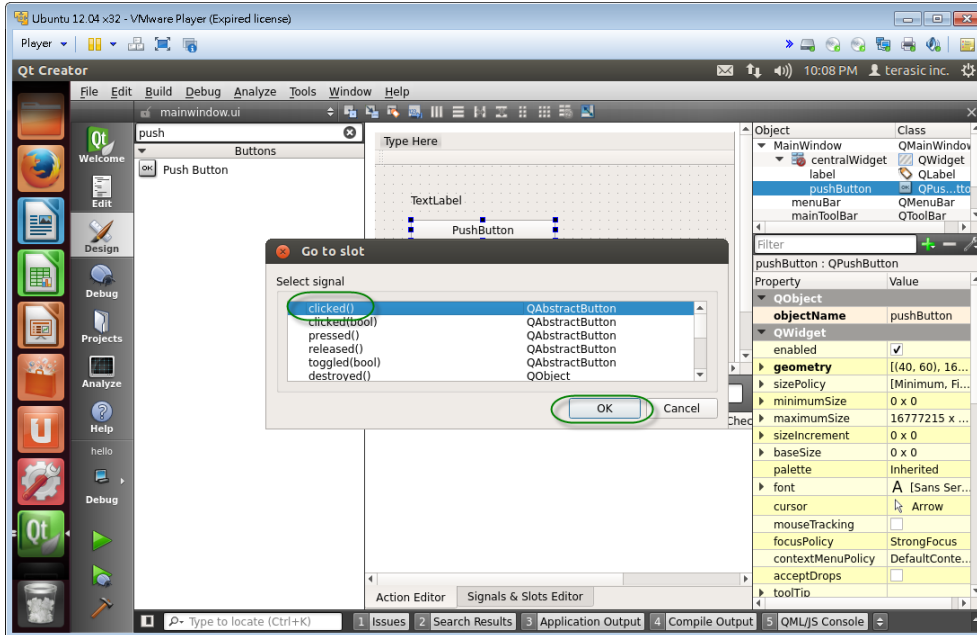 Ubuntu 12.04 x32 - VMware Player (Expired license)
Player
Qt Creator 10:08 PM terasic inc.
File Edit Build Debug Analyze Tools Window Help
mainwindow.ui
push
Buttons
Push Button
Welcome
Edit
Design
Debug
Projects
Analyze
Help
hello
Debug
Type Here
TextLabel
PushButton
Go to slot
Select signal
clicked() QAbstractButton
clicked(bool) QAbstractButton
pressed() QAbstractButton
released() QAbstractButton
toggled(bool) QAbstractButton
destroyed() QObject
OK Cancel
Chec
Action Editor Signals & Slots Editor
Object Class
MainWindow QMainWindow
centralWidget QWidget
label QLabel
pushButton QPus...tto
menuBar QMenuBar
mainToolBar QToolBar
Filter
pushButton : QPushButton
Property Value
QObject
objectName pushButton
QWidget
enabled
geometry [(40, 60), 16...
sizePolicy [Minimum, Fi...
minimumSize 0 x 0
maximumSize 16777215 x ...
sizeIncrement 0 x 0
baseSize 0 x 0
palette Inherited
font A [Sans Ser...
cursor Arrow
mouseTracking
focusPolicy StrongFocus
contextMenuPolicy DefaultConte...
acceptDrops
toolTip
Type to locate (Ctrl+K) 1 Issues 2 Search Results 3 Application Output 4 Compile Output 5 QML/JS Console